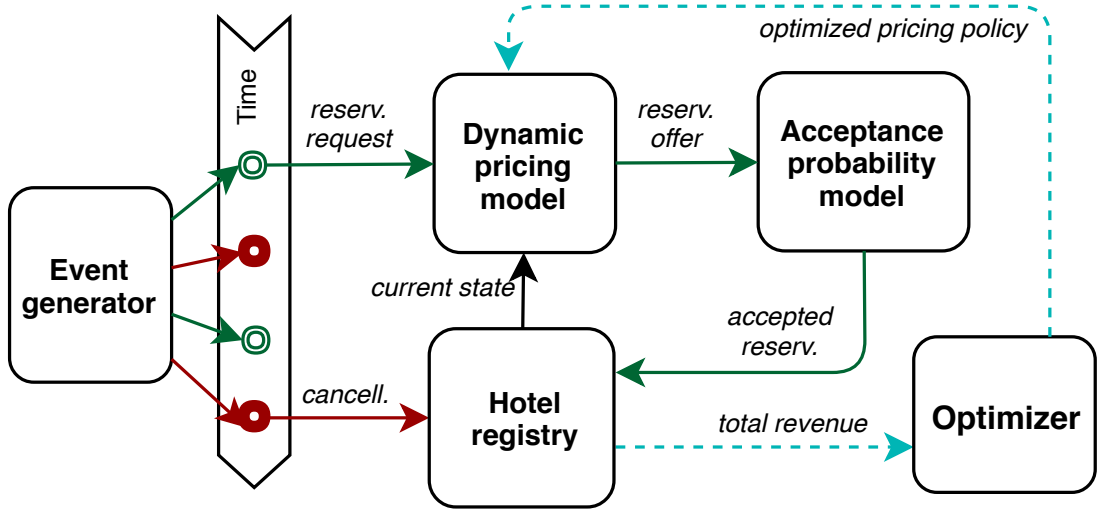 optimized pricing policy
Time
reserv.
request
Dynamic
pricing
model
reserv.
offer
Acceptance
probability
model
Event
generator
current state
accepted
reserv.
cancell.
Hotel
registry
total revenue
Optimizer